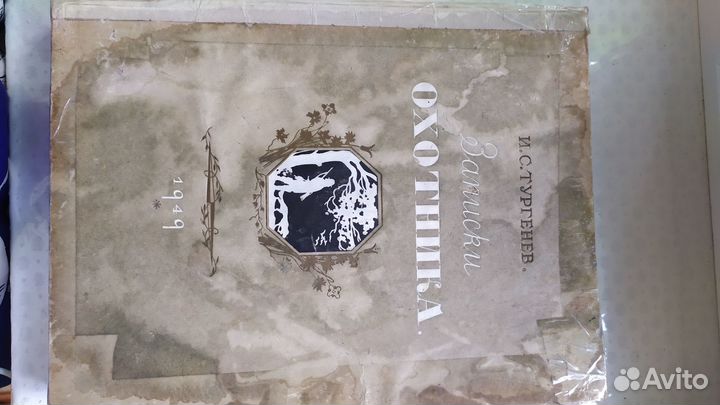 И.С.ТУРГЕНЕВ.
Записки
ОХОТНИКА.
1949
Avito